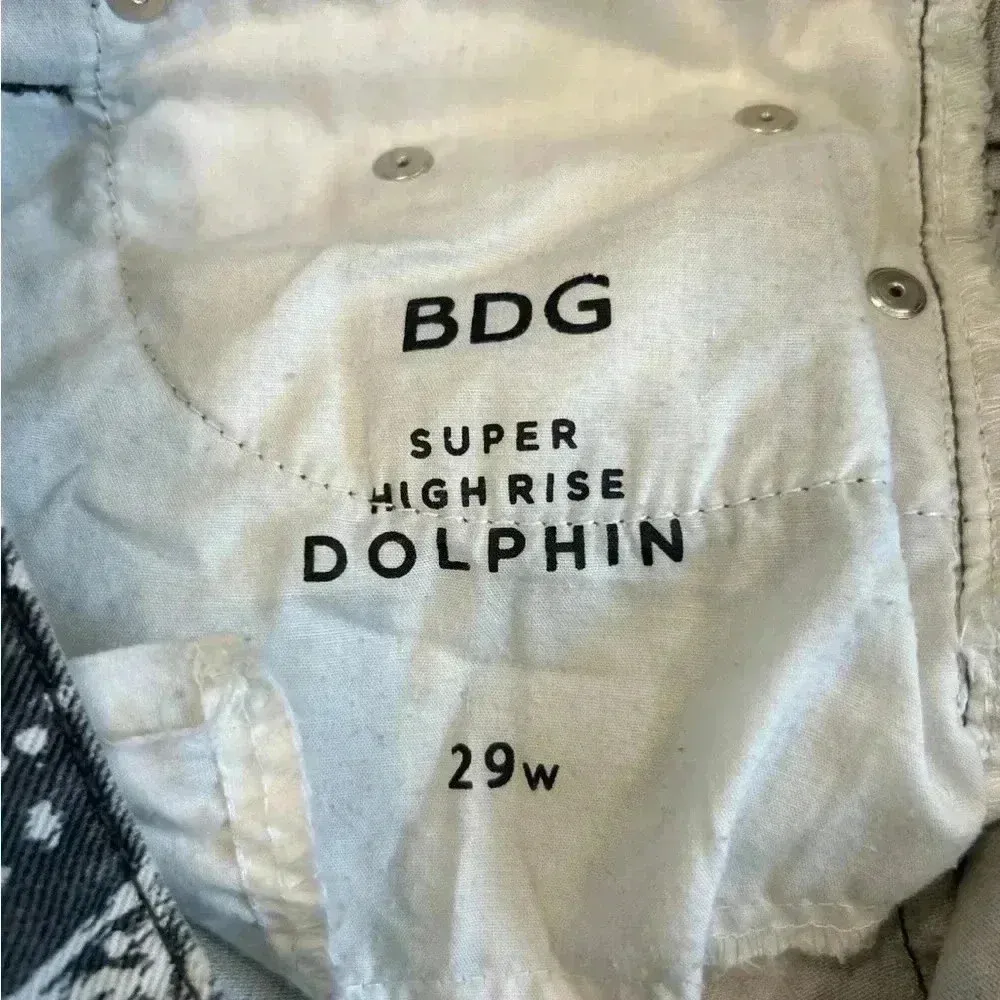 BDG
SUPER
HIGH RISE
DOLPHIN
29W